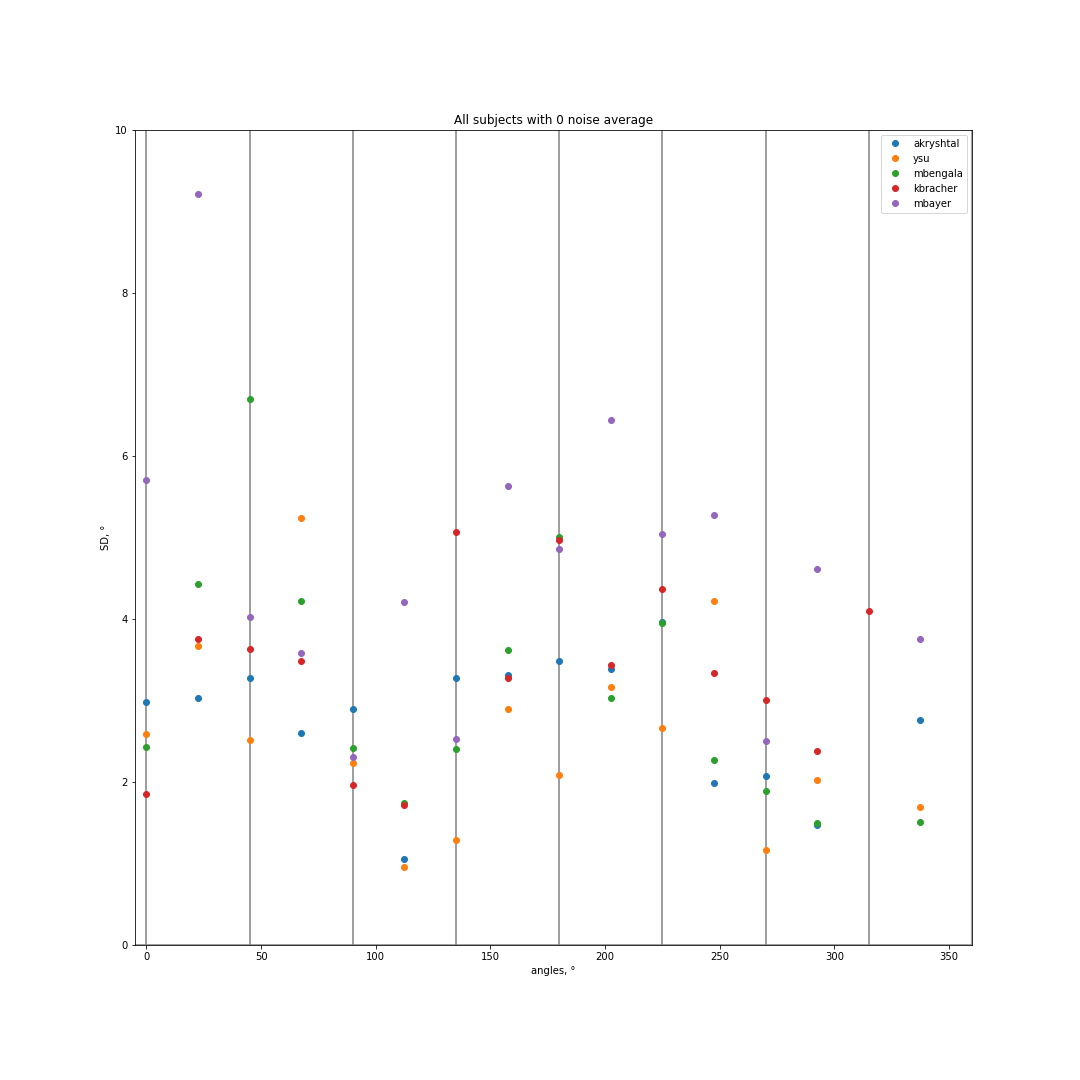 All subjects with 0 noise average
10
8
6
4
2
0
SD, °
0
50
100
150
200
250
300
350
angles, °
akryshtal
ysu
mbengala
kbracher
mbayer